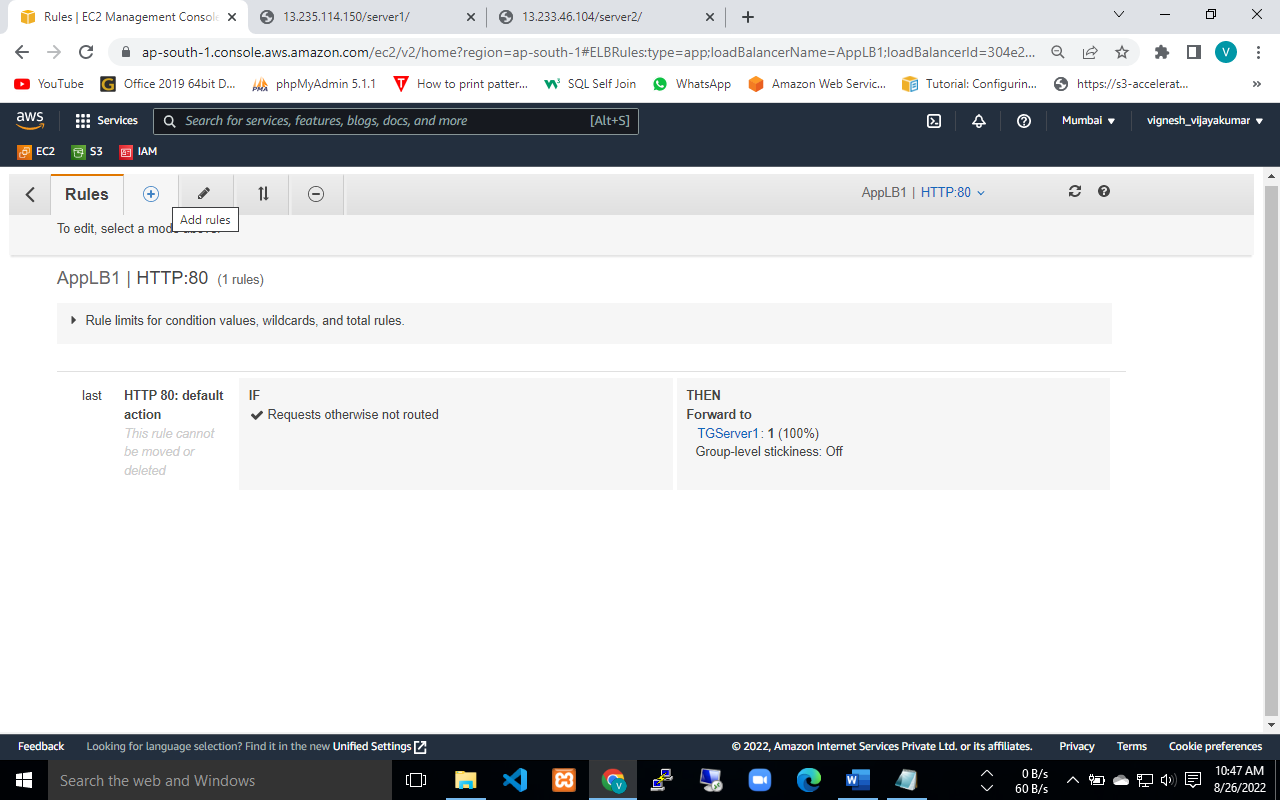 Rules | EC2 Management Console
13.235.114.150/server1/
13.233.46.104/server2/
ap-south-1.console.aws.amazon.com/ec2/v2/home?region=ap-south-1#ELBRules:type=app;loadBalancerName=AppLB1;loadBalancerId=304e2...
V
YouTube
Office 2019 64bit D...
phpMyAdmin 5.1.1
How to print patter...
SQL Self Join
WhatsApp
Amazon Web Servic...
Tutorial: Configurin...
https://s3-accelerat...
»
aws
Services
Search for services, features, blogs, docs, and more
[Alt+S]
Mumbai
vignesh_vijayakumar
EC2
S3
IAM
Rules
AppLB1 | HTTP:80
Add rules
To edit, select a mode above.
AppLB1 | HTTP:80 (1 rules)
Rule limits for condition values, wildcards, and total rules.
last
HTTP 80: default
action
This rule cannot
be moved or
deleted
IF
Requests otherwise not routed
THEN
Forward to
TGServer1: 1 (100%)
Group-level stickiness: Off
Feedback
Looking for language selection? Find it in the new Unified Settings
© 2022, Amazon Internet Services Private Ltd. or its affiliates.
Privacy
Terms
Cookie preferences
Search the web and Windows
0 B/s
60 B/s
10:47 AM
8/26/2022